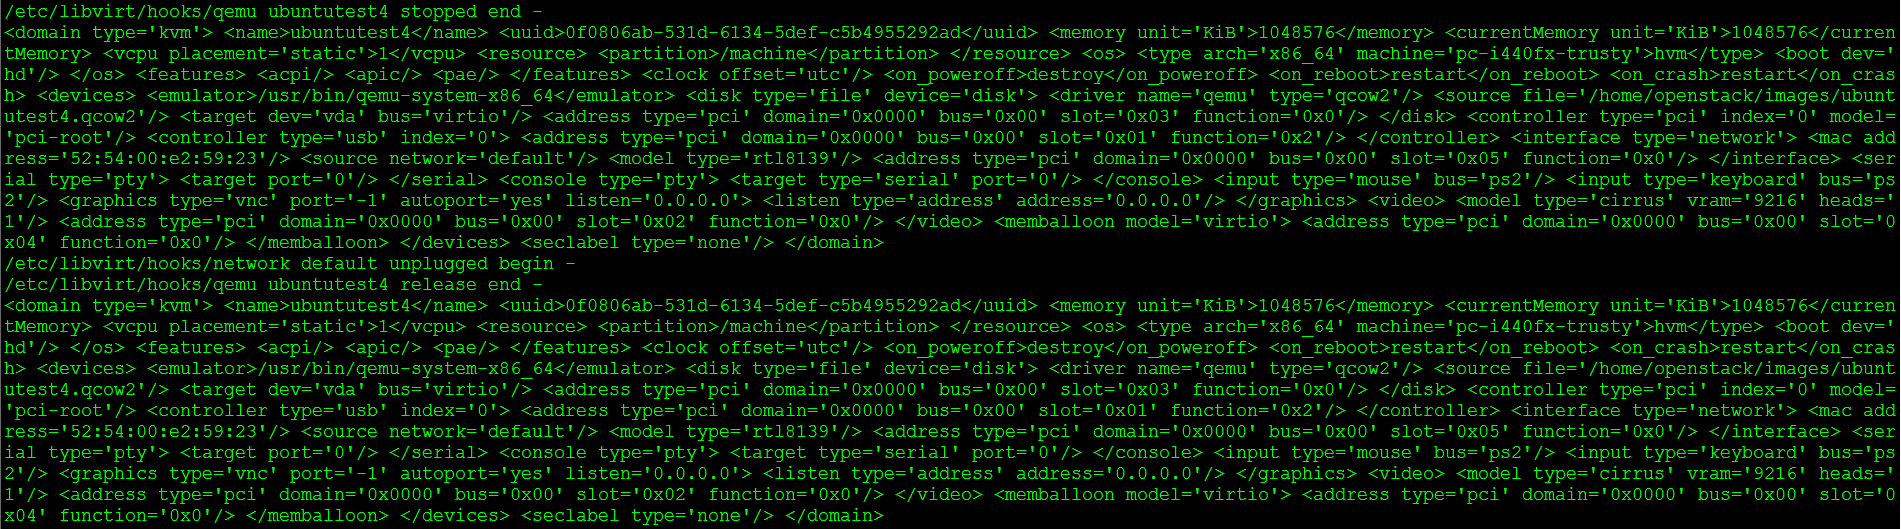 /etc/libvirt/hooks/qemu ubuntutest4 stopped end -
<domain type='kvm'> <name>ubuntutest4</name> <uuid>0f0806ab-531d-6134-5def-c5b4955292ad</uuid> <memory unit='KiB'>1048576</memory> <currentMemory unit='KiB'>1048576</curren
tMemory> <vcpu placement='static'>1</vcpu> <resource> <partition>/machine</partition> </resource> <os> <type arch='x86_64' machine='pc-i440fx-trusty'>hvm</type> <boot dev='
hd'/> </os> <features> <acpi/> <apic/> <pae/> </features> <clock offset='utc'/> <on_poweroff>destroy</on_poweroff> <on_reboot>restart</on_reboot> <on_crash>restart</on_cras
h> <devices> <emulator>/usr/bin/qemu-system-x86_64</emulator> <disk type='file' device='disk'> <driver name='qemu' type='qcow2'/> <source file='/home/openstack/images/ubunt
utest4.qcow2'/> <target dev='vda' bus='virtio'/> <address type='pci' domain='0x0000' bus='0x00' slot='0x03' function='0x0'/> </disk> <controller type='pci' index='0' model=
'pci-root'/> <controller type='usb' index='0'> <address type='pci' domain='0x0000' bus='0x00' slot='0x01' function='0x2'/> </controller> <interface type='network'> <mac add
ress='52:54:00:e2:59:23'/> <source network='default'/> <model type='rtl8139'/> <address type='pci' domain='0x0000' bus='0x00' slot='0x05' function='0x0'/> </interface> <ser
ial type='pty'> <target port='0'/> </serial> <console type='pty'> <target type='serial' port='0'/> </console> <input type='mouse' bus='ps2'/> <input type='keyboard' bus='ps
2'/> <graphics type='vnc' port='-1' autoport='yes' listen='0.0.0.0'> <listen type='address' address='0.0.0.0'/> </graphics> <video> <model type='cirrus' vram='9216' heads='
1'/> <address type='pci' domain='0x0000' bus='0x00' slot='0x02' function='0x0'/> </video> <memballoon model='virtio'> <address type='pci' domain='0x0000' bus='0x00' slot='0
x04' function='0x0'/> </memballoon> </devices> <seclabel type='none'/> </domain>
/etc/libvirt/hooks/network default unplugged begin -
/etc/libvirt/hooks/qemu ubuntutest4 release end -
<domain type='kvm'> <name>ubuntutest4</name> <uuid>0f0806ab-531d-6134-5def-c5b4955292ad</uuid> <memory unit='KiB'>1048576</memory> <currentMemory unit='KiB'>1048576</curren
tMemory> <vcpu placement='static'>1</vcpu> <resource> <partition>/machine</partition> </resource> <os> <type arch='x86_64' machine='pc-i440fx-trusty'>hvm</type> <boot dev='
hd'/> </os> <features> <acpi/> <apic/> <pae/> </features> <clock offset='utc'/> <on_poweroff>destroy</on_poweroff> <on_reboot>restart</on_reboot> <on_crash>restart</on_cras
h> <devices> <emulator>/usr/bin/qemu-system-x86_64</emulator> <disk type='file' device='disk'> <driver name='qemu' type='qcow2'/> <source file='/home/openstack/images/ubunt
utest4.qcow2'/> <target dev='vda' bus='virtio'/> <address type='pci' domain='0x0000' bus='0x00' slot='0x03' function='0x0'/> </disk> <controller type='pci' index='0' model=
'pci-root'/> <controller type='usb' index='0'> <address type='pci' domain='0x0000' bus='0x00' slot='0x01' function='0x2'/> </controller> <interface type='network'> <mac add
ress='52:54:00:e2:59:23'/> <source network='default'/> <model type='rtl8139'/> <address type='pci' domain='0x0000' bus='0x00' slot='0x05' function='0x0'/> </interface> <ser
ial type='pty'> <target port='0'/> </serial> <console type='pty'> <target type='serial' port='0'/> </console> <input type='mouse' bus='ps2'/> <input type='keyboard' bus='ps
2'/> <graphics type='vnc' port='-1' autoport='yes' listen='0.0.0.0'> <listen type='address' address='0.0.0.0'/> </graphics> <video> <model type='cirrus' vram='9216' heads='
1'/> <address type='pci' domain='0x0000' bus='0x00' slot='0x02' function='0x0'/> </video> <memballoon model='virtio'> <address type='pci' domain='0x0000' bus='0x00' slot='0
x04' function='0x0'/> </memballoon> </devices> <seclabel type='none'/> </domain>